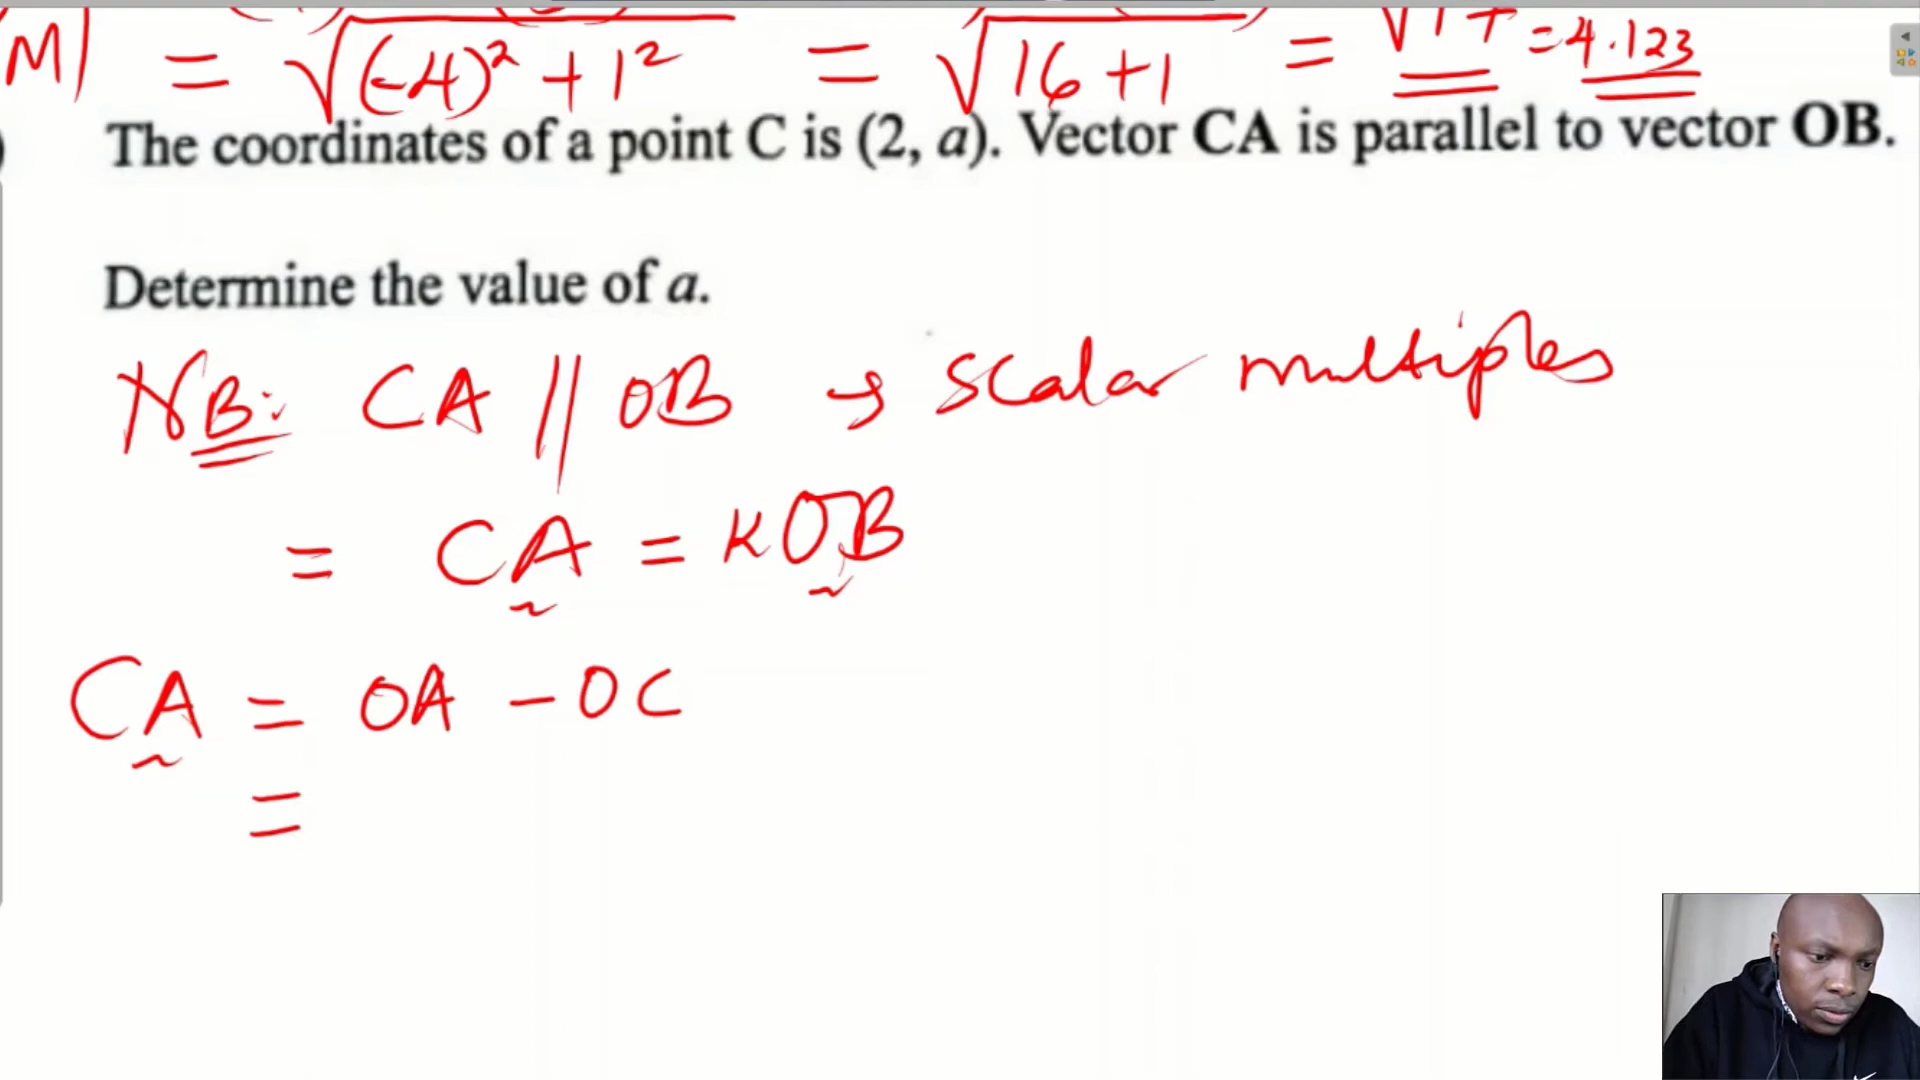 M| = √(-4)² + 1² = √16 + 1 = √17 = 4.123
The coordinates of a point C is (2, a). Vector CA is parallel to vector OB.
Determine the value of a.
NB: CA // OB → scalar multiples
= CA = KOB
CA = OA - OC
=